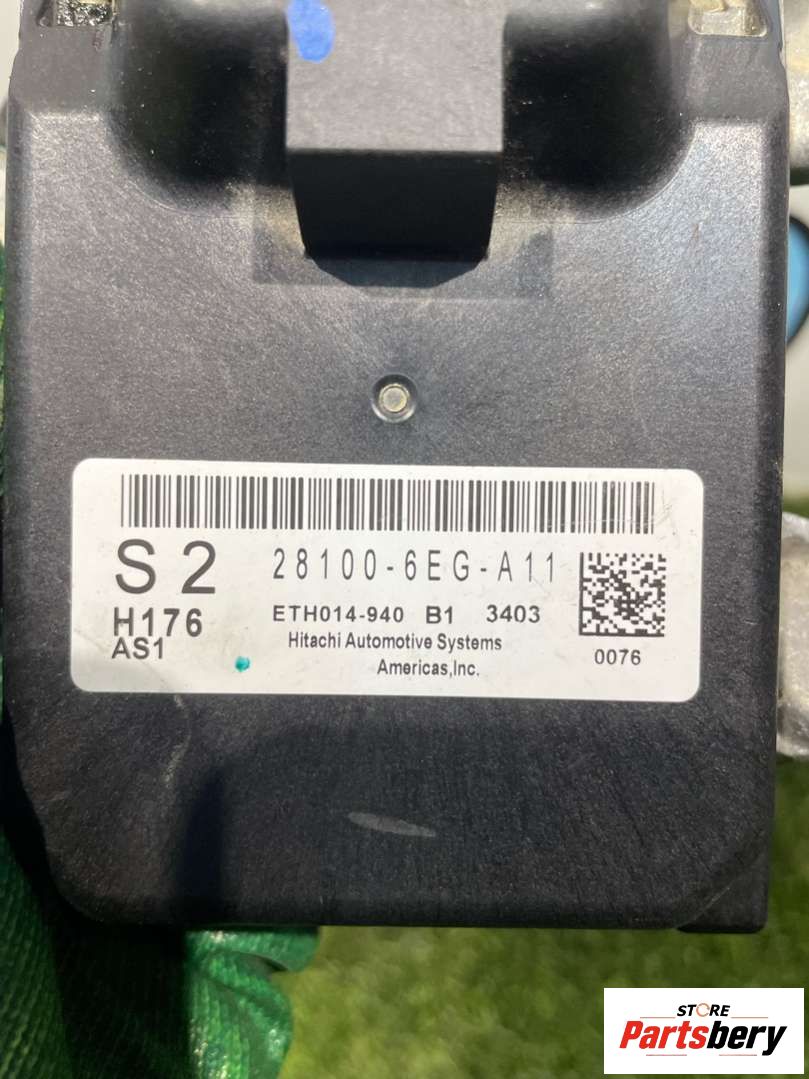 S 2 28100-6EG-A11
H176 ETH014-940 B1 3403
AS1 Hitachi Automotive Systems
Americas,Inc. 0076
STORE
Partsbery